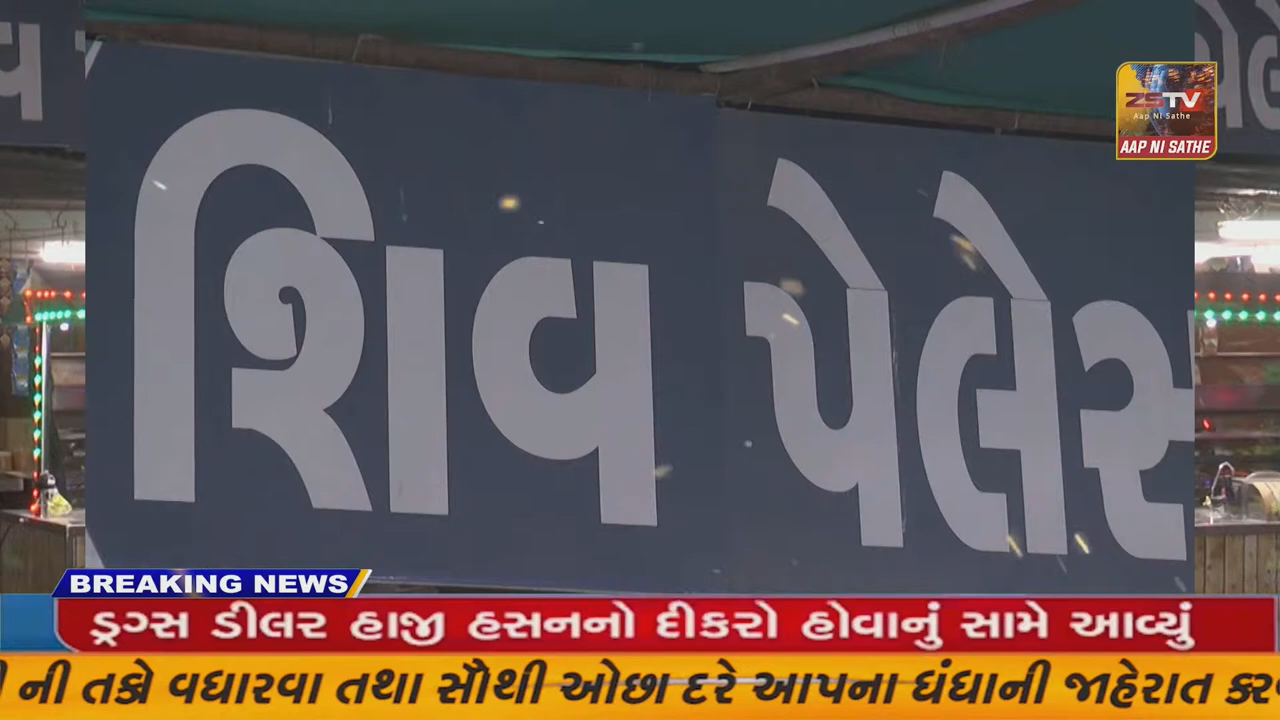 શિવ પેલેસ
ZSTV
Aap Ni Sathe
AAP NI SATHE
BREAKING NEWS
ડ્રગ્સ ડીલર હાજી હસનનો દીકરો હોવાનું સામે આવ્યું
ની તકો વધારવા તથા સૌથી ઓછા દરે આપના ધંધાની જાહેરાત